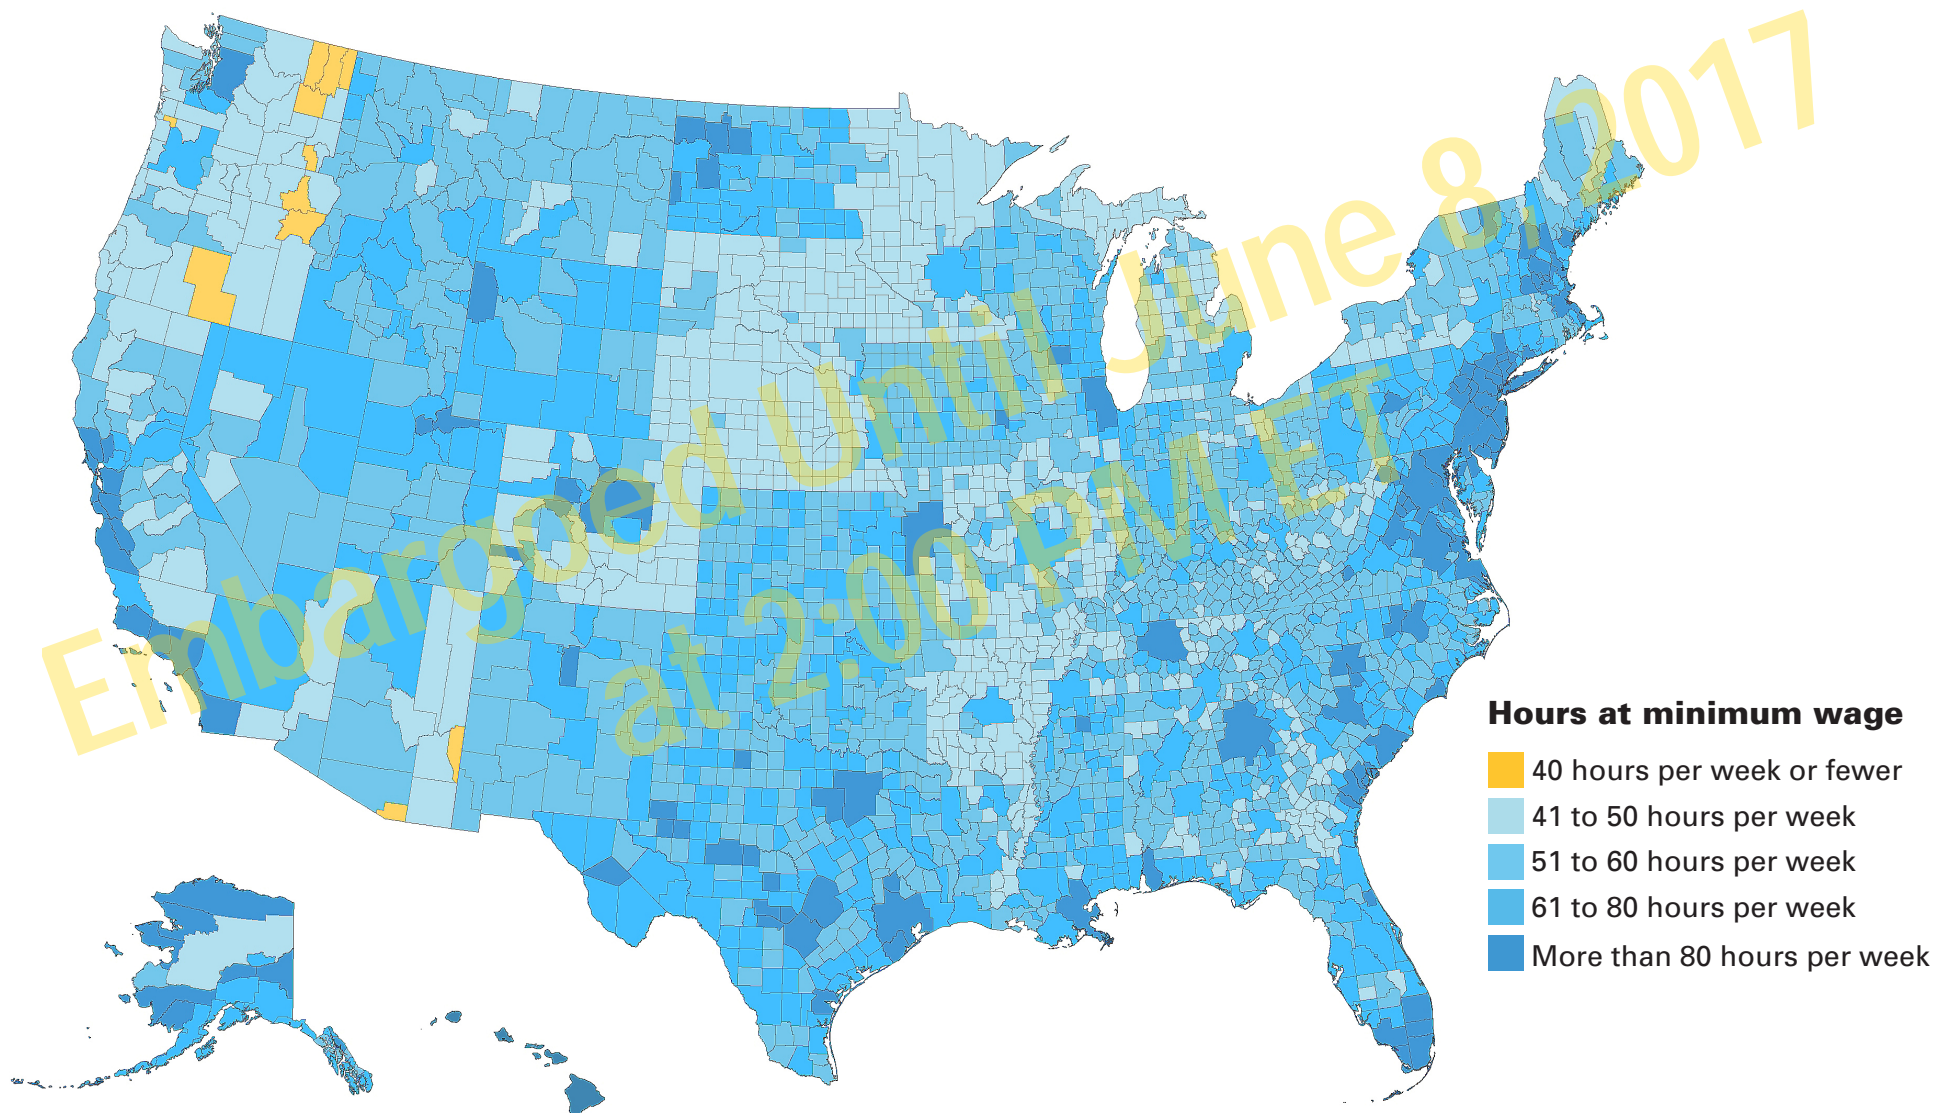 Embargoed Until June 8, 2017
at 2:00 PM ET
Hours at minimum wage
40 hours per week or fewer
41 to 50 hours per week
51 to 60 hours per week
61 to 80 hours per week
More than 80 hours per week